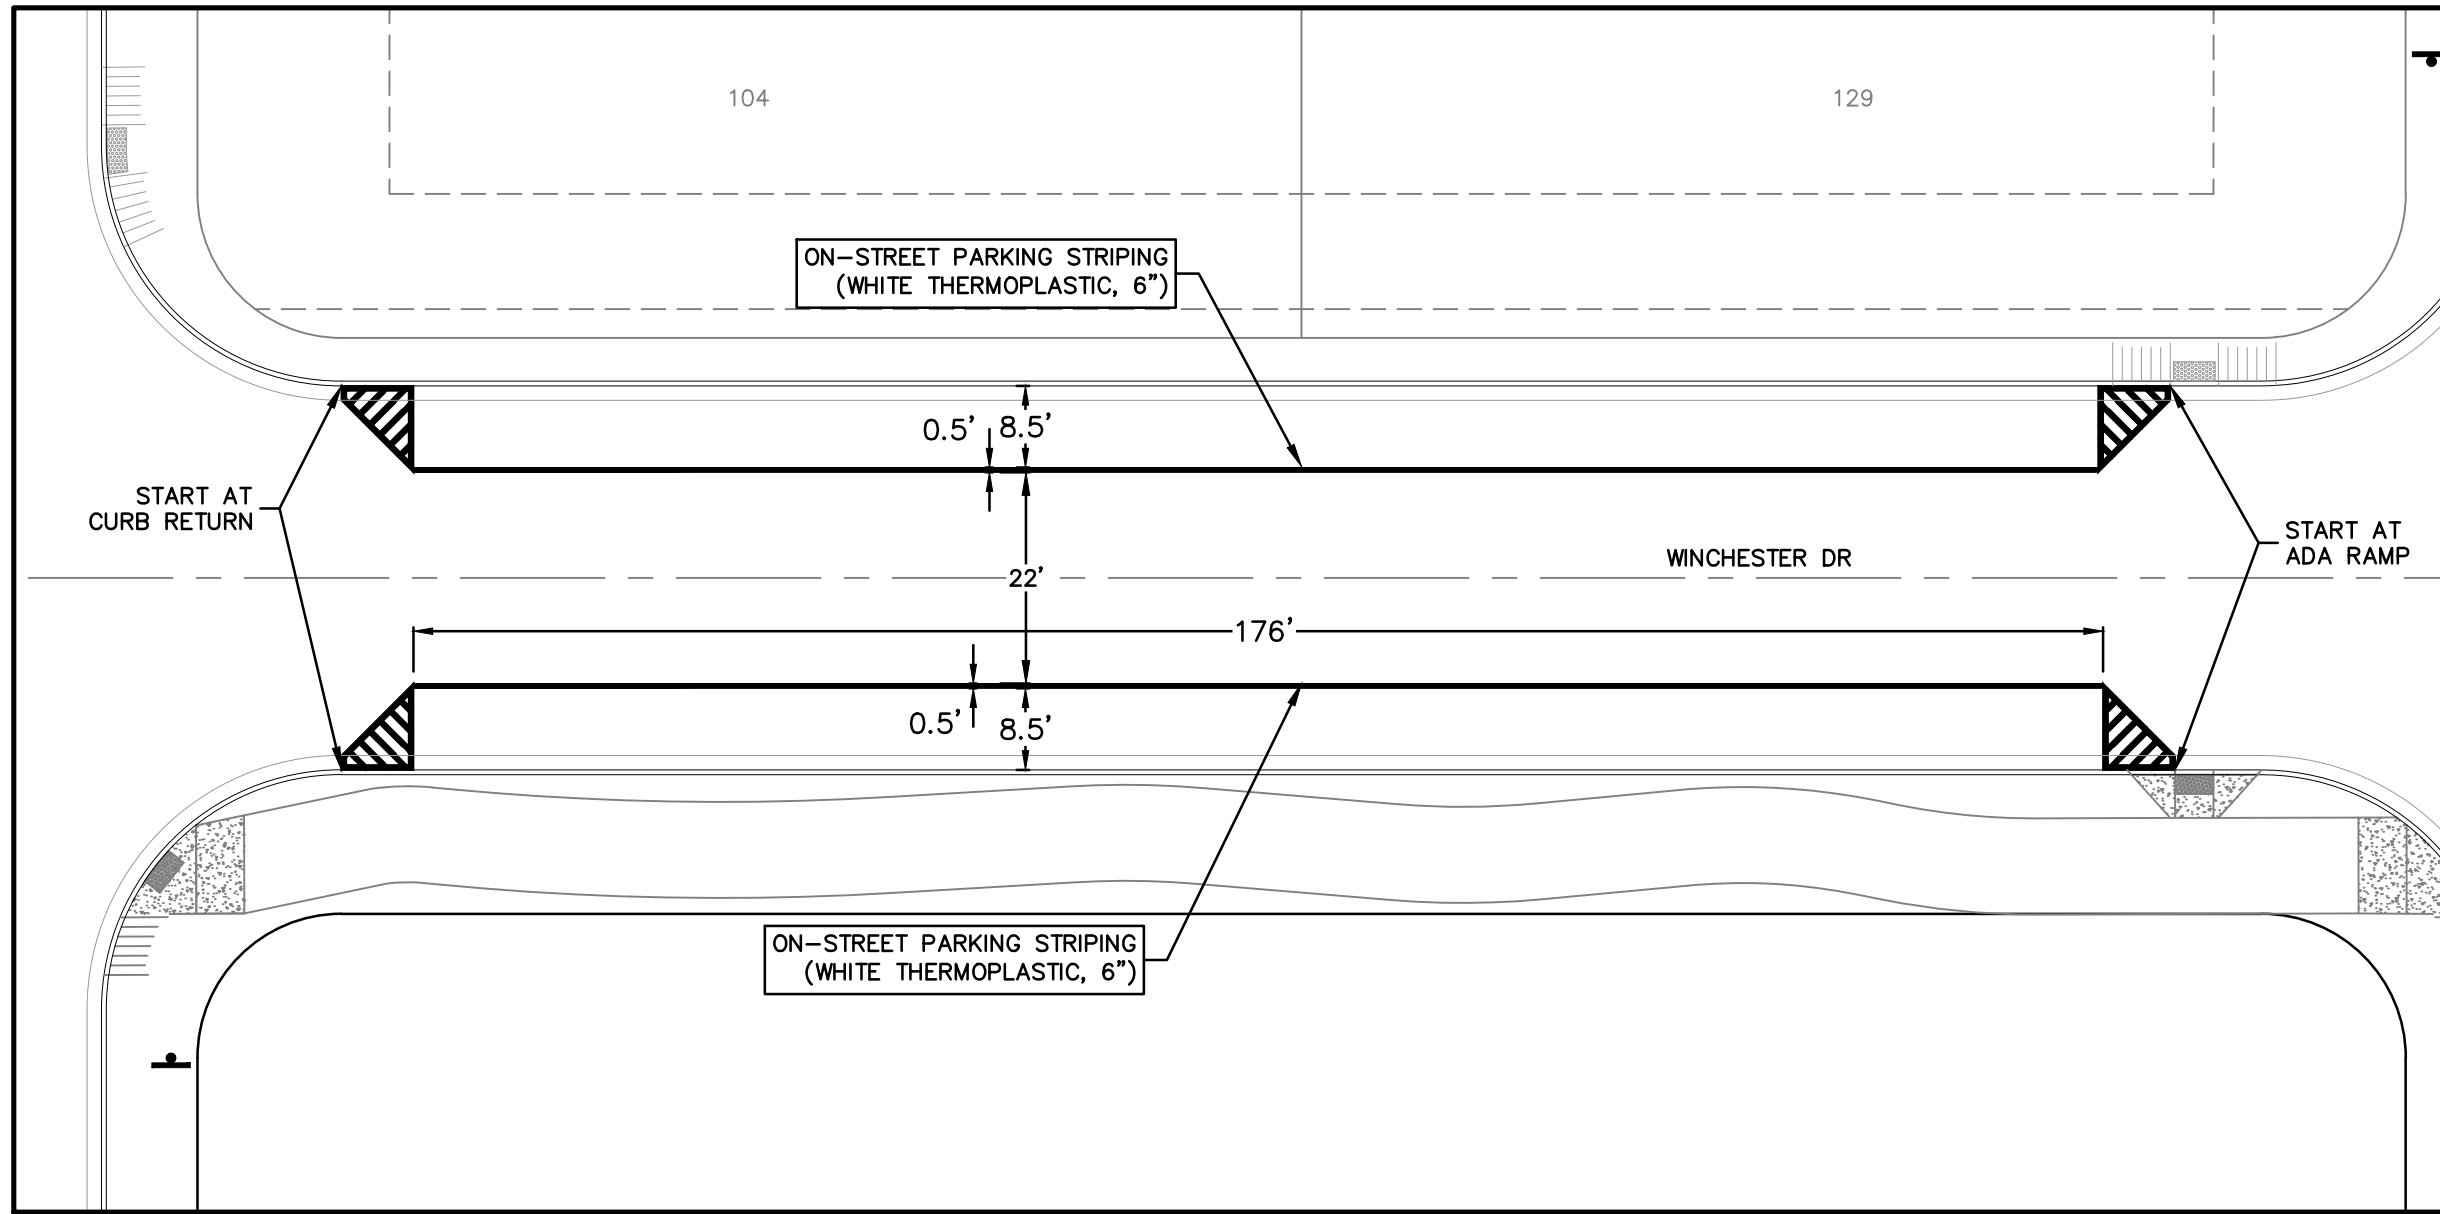 104
129
ON-STREET PARKING STRIPING
(WHITE THERMOPLASTIC, 6")
0.5'
8.5'
START AT
CURB RETURN
START AT
ADA RAMP
WINCHESTER DR
22'
176'
0.5'
8.5'
ON-STREET PARKING STRIPING
(WHITE THERMOPLASTIC, 6")